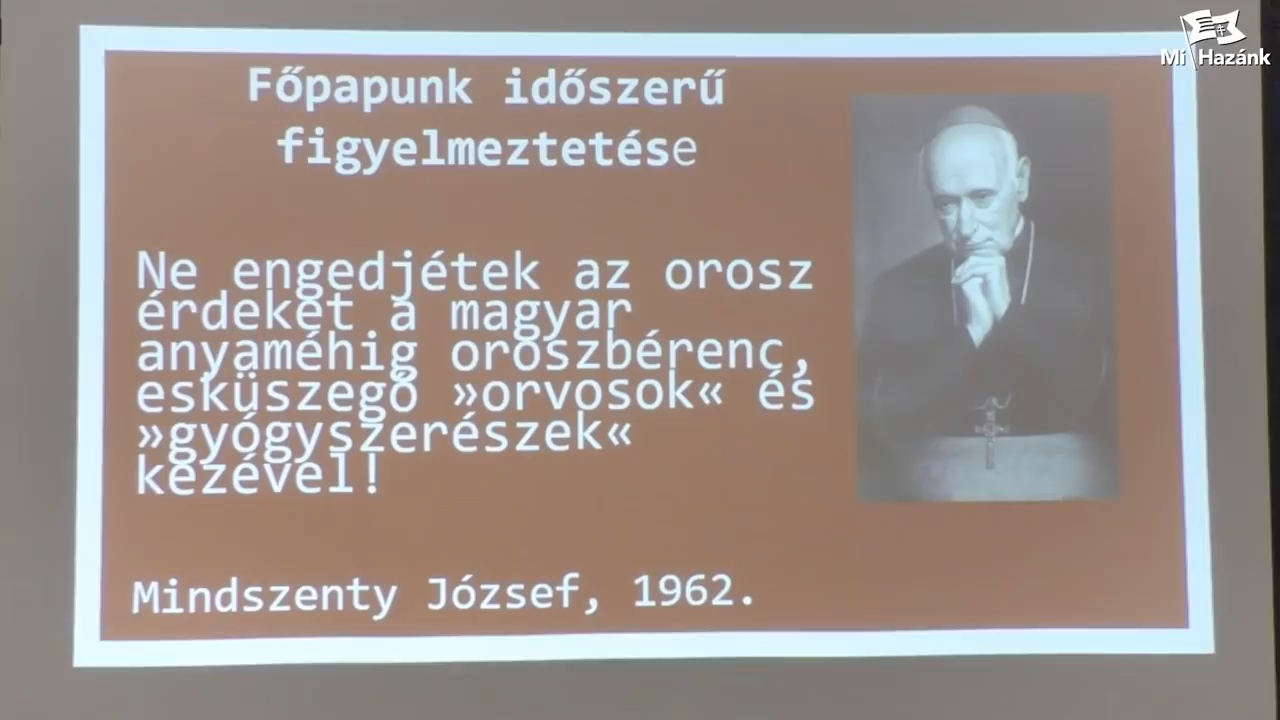 Mi Hazánk
Főpapunk időszerű
figyelmeztetése
Ne engedjétek az orosz
érdekét a magyar
anyaméhig oroszbérenc,
esküszegő »orvosok« és
»gyógyszerészek«
kezével!
Mindszenty József, 1962.